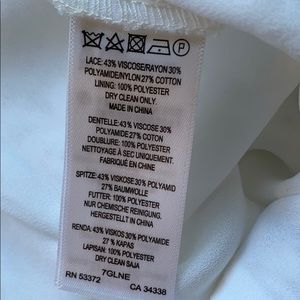 LACE: 43% VISCOSE/RAYON 30%
POLYAMIDE/NYLON 27% COTTON
LINING: 100% POLYESTER
DRY CLEAN ONLY.
MADE IN CHINA
DENTELLE: 43% VISCOSE 30%
POLYAMIDE 27% COTON
DOUBLURE: 100% POLYESTER
NETTOYAGE À SEC UNIQUEMENT.
FABRIQUÉ EN CHINE
SPITZE: 43% VISKOSE 30% POLYAMID
27% BAUMWOLLE
FUTTER: 100% POLYESTER
NUR CHEMISCHE REINIGUNG.
HERGESTELLT IN CHINA
RENDA: 43% VISKOS 30% POLYAMIDE
27% KAPAS
LAPISAN: 100% POLYESTER
DRY CLEAN SAJA
RN 53372 7GLNE CA 34338